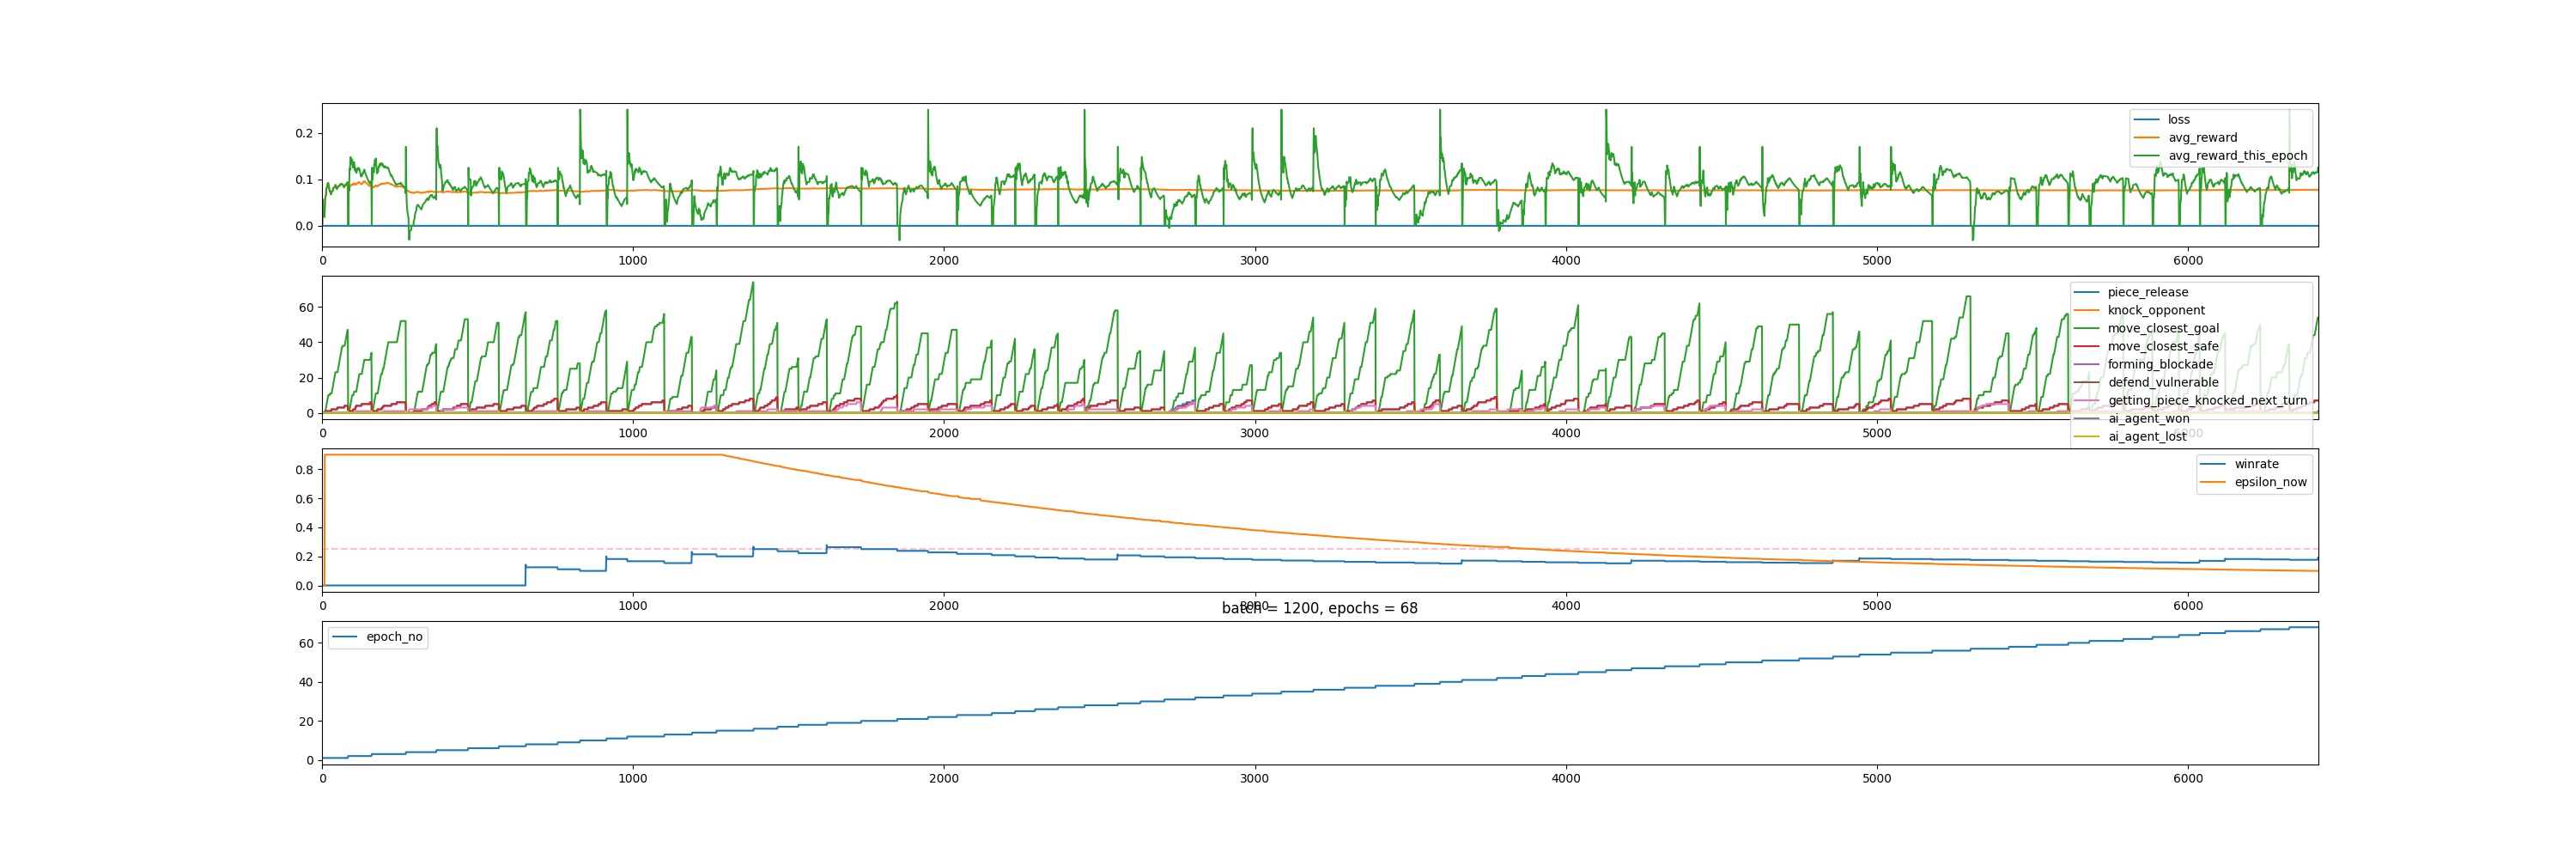 loss
avg_reward
avg_reward_this_epoch
0.2
0.1
0.0
0 1000 2000 3000 4000 5000 6000
piece_release
knock_opponent
move_closest_goal
move_closest_safe
forming_blockade
defend_vulnerable
getting_piece_knocked_next_turn
ai_agent_won
ai_agent_lost
60
40
20
0
0 1000 2000 3000 4000 5000 6000
winrate
epsilon_now
0.8
0.6
0.4
0.2
0.0
0 1000 2000 3000 4000 5000 6000
batch = 1200, epochs = 68
epoch_no
60
40
20
0
0 1000 2000 3000 4000 5000 6000